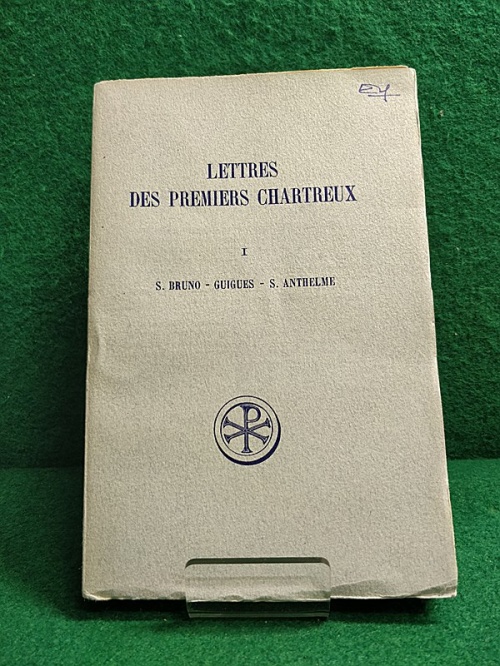 LETTRES
DES PREMIERS CHARTREUX
I
S. BRUNO - GUIGUES - S. ANTHELME